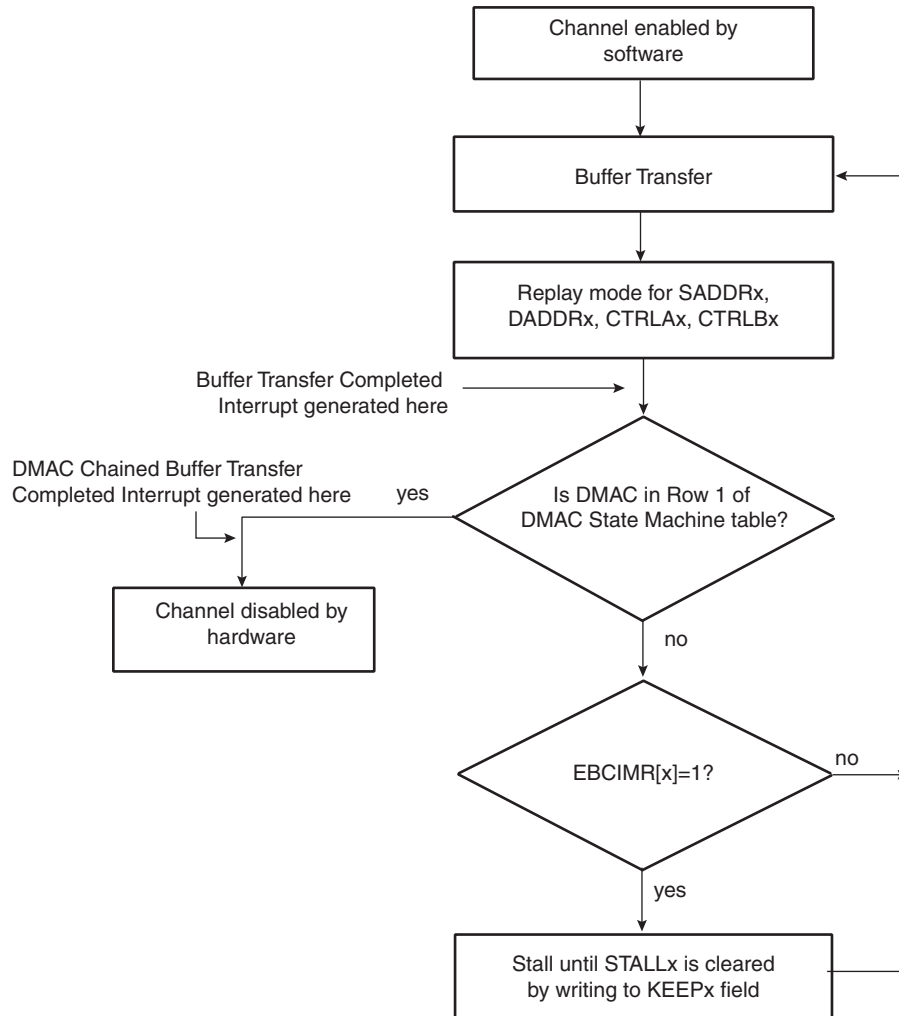 Channel enabled by
software
Buffer Transfer
Replay mode for SADDRx,
DADDRx, CTRLAx, CTRLBx
Buffer Transfer Completed
Interrupt generated here
DMAC Chained Buffer Transfer
Completed Interrupt generated here
yes
Is DMAC in Row 1 of
DMAC State Machine table?
Channel disabled by
hardware
no
EBCIMR[x]=1?
no
yes
Stall until STALLx is cleared
by writing to KEEPx field